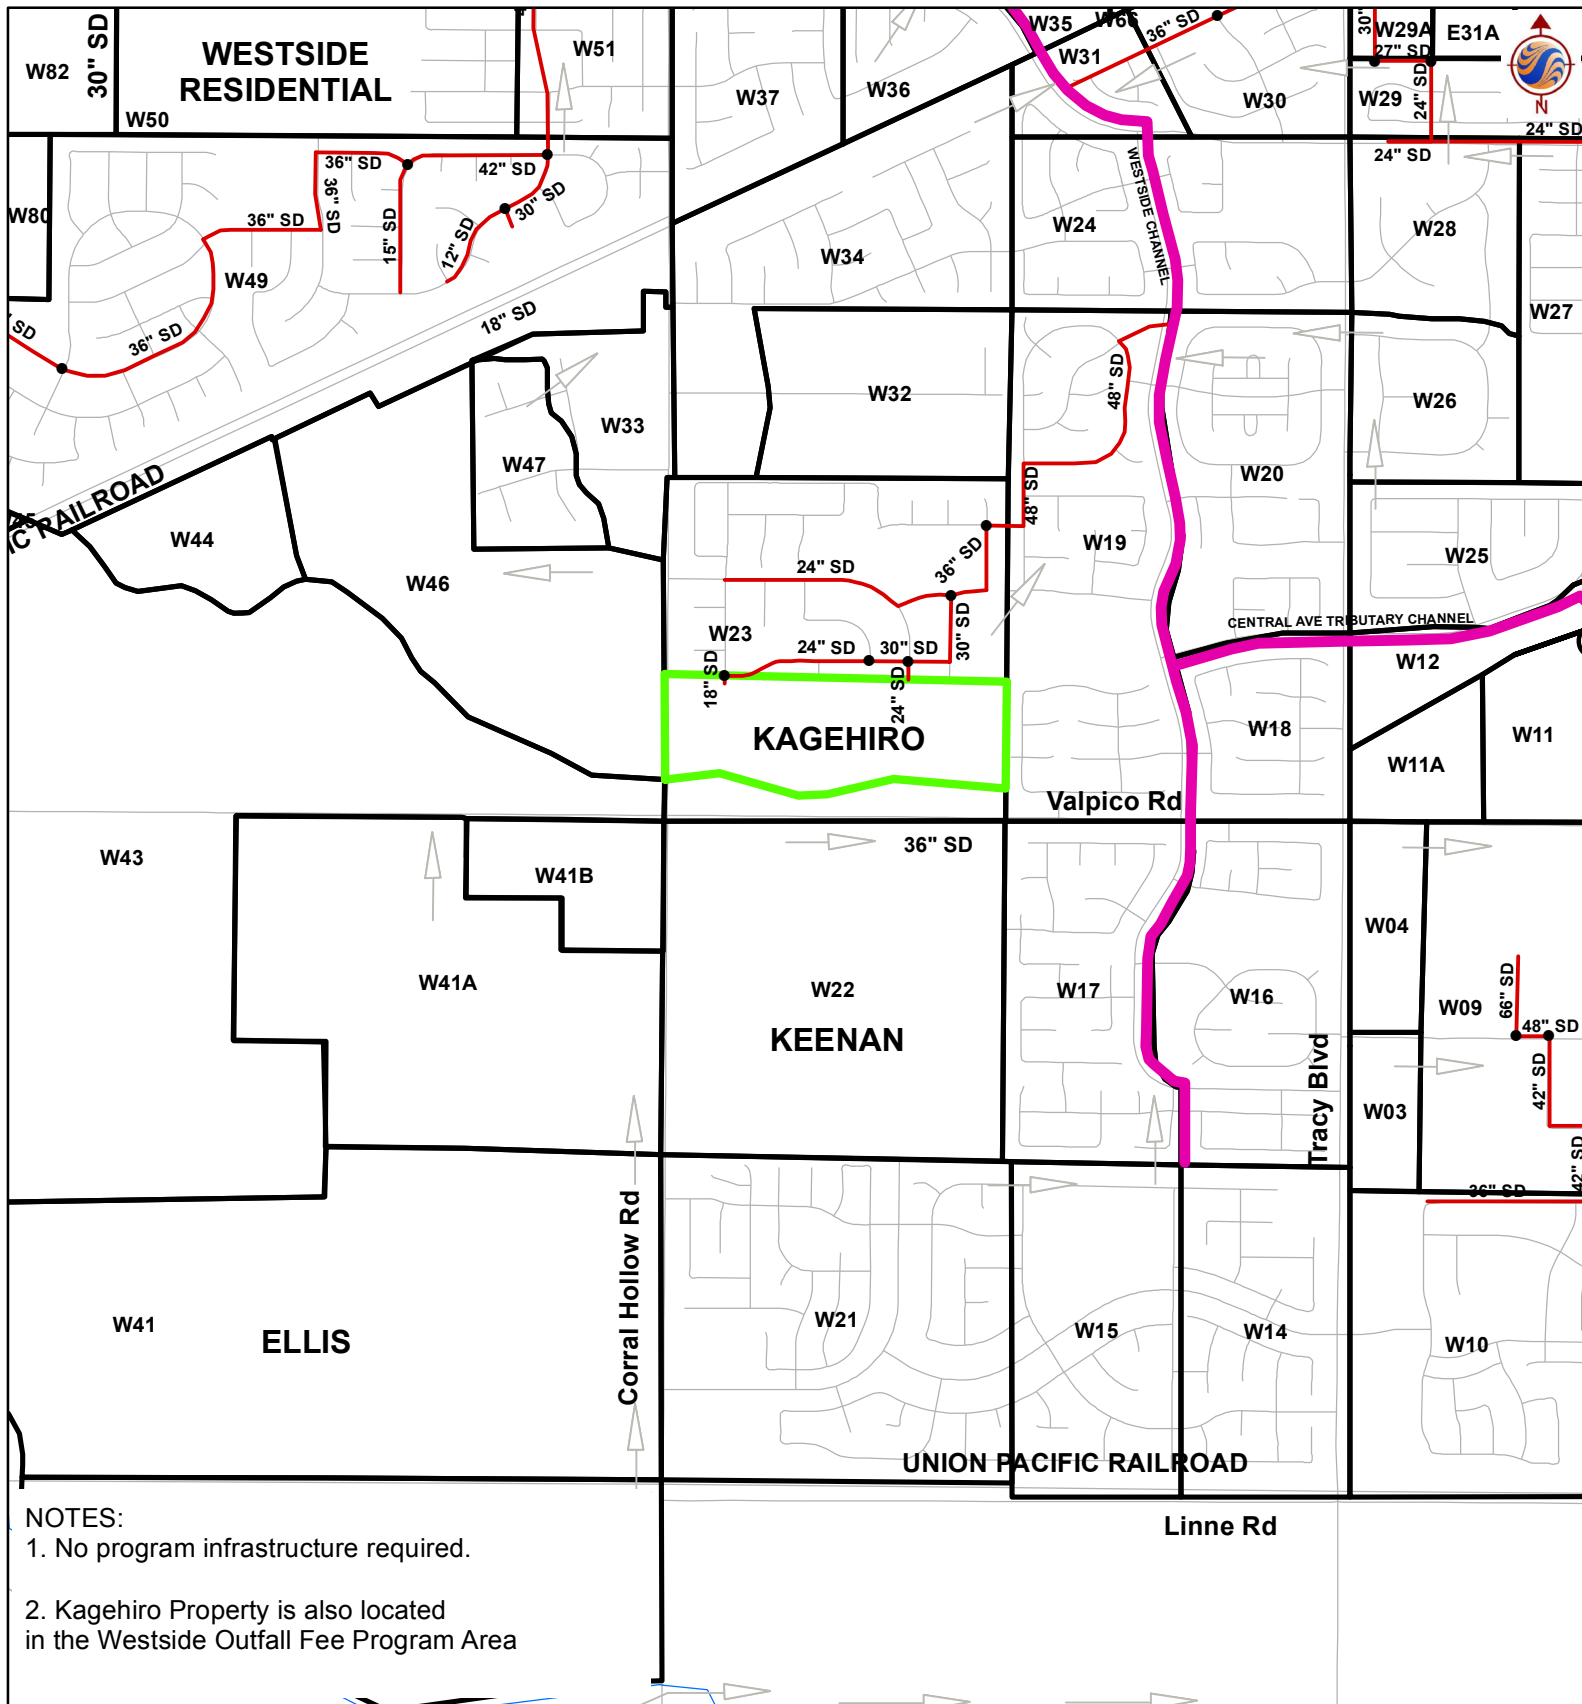 30" SD
WESTSIDE
RESIDENTIAL
W82
W50
W51
W37
W36
W35
W66
36" SD
W31
W30
30"
W29A
27" SD
E31A
W29
24" SD
24" SD
24" SD
N
W80
36" SD
36" SD
42" SD
30" SD
15" SD
12" SD
36" SD
W49
SD
36" SD
18" SD
W34
W24
WESTSIDE CHANNEL
W28
W27
W33
W47
W32
48" SD
W26
W20
IC RAILROAD
W44
W46
48" SD
W19
W25
24" SD
36" SD
W23
24" SD
30" SD
30" SD
18" SD
24" SD
CENTRAL AVE TRIBUTARY CHANNEL
W12
KAGEHIRO
W18
W11
W11A
Valpico Rd
W43
W41B
36" SD
W41A
W22
KEENAN
W17
W16
W04
W09
66" SD
48" SD
42" SD
W03
Tracy Blvd
42" SD
36" SD
Corral Hollow Rd
W41
ELLIS
W21
W15
W14
W10
UNION PACIFIC RAILROAD
Linne Rd
NOTES:
1. No program infrastructure required.
2. Kagehiro Property is also located
in the Westside Outfall Fee Program Area